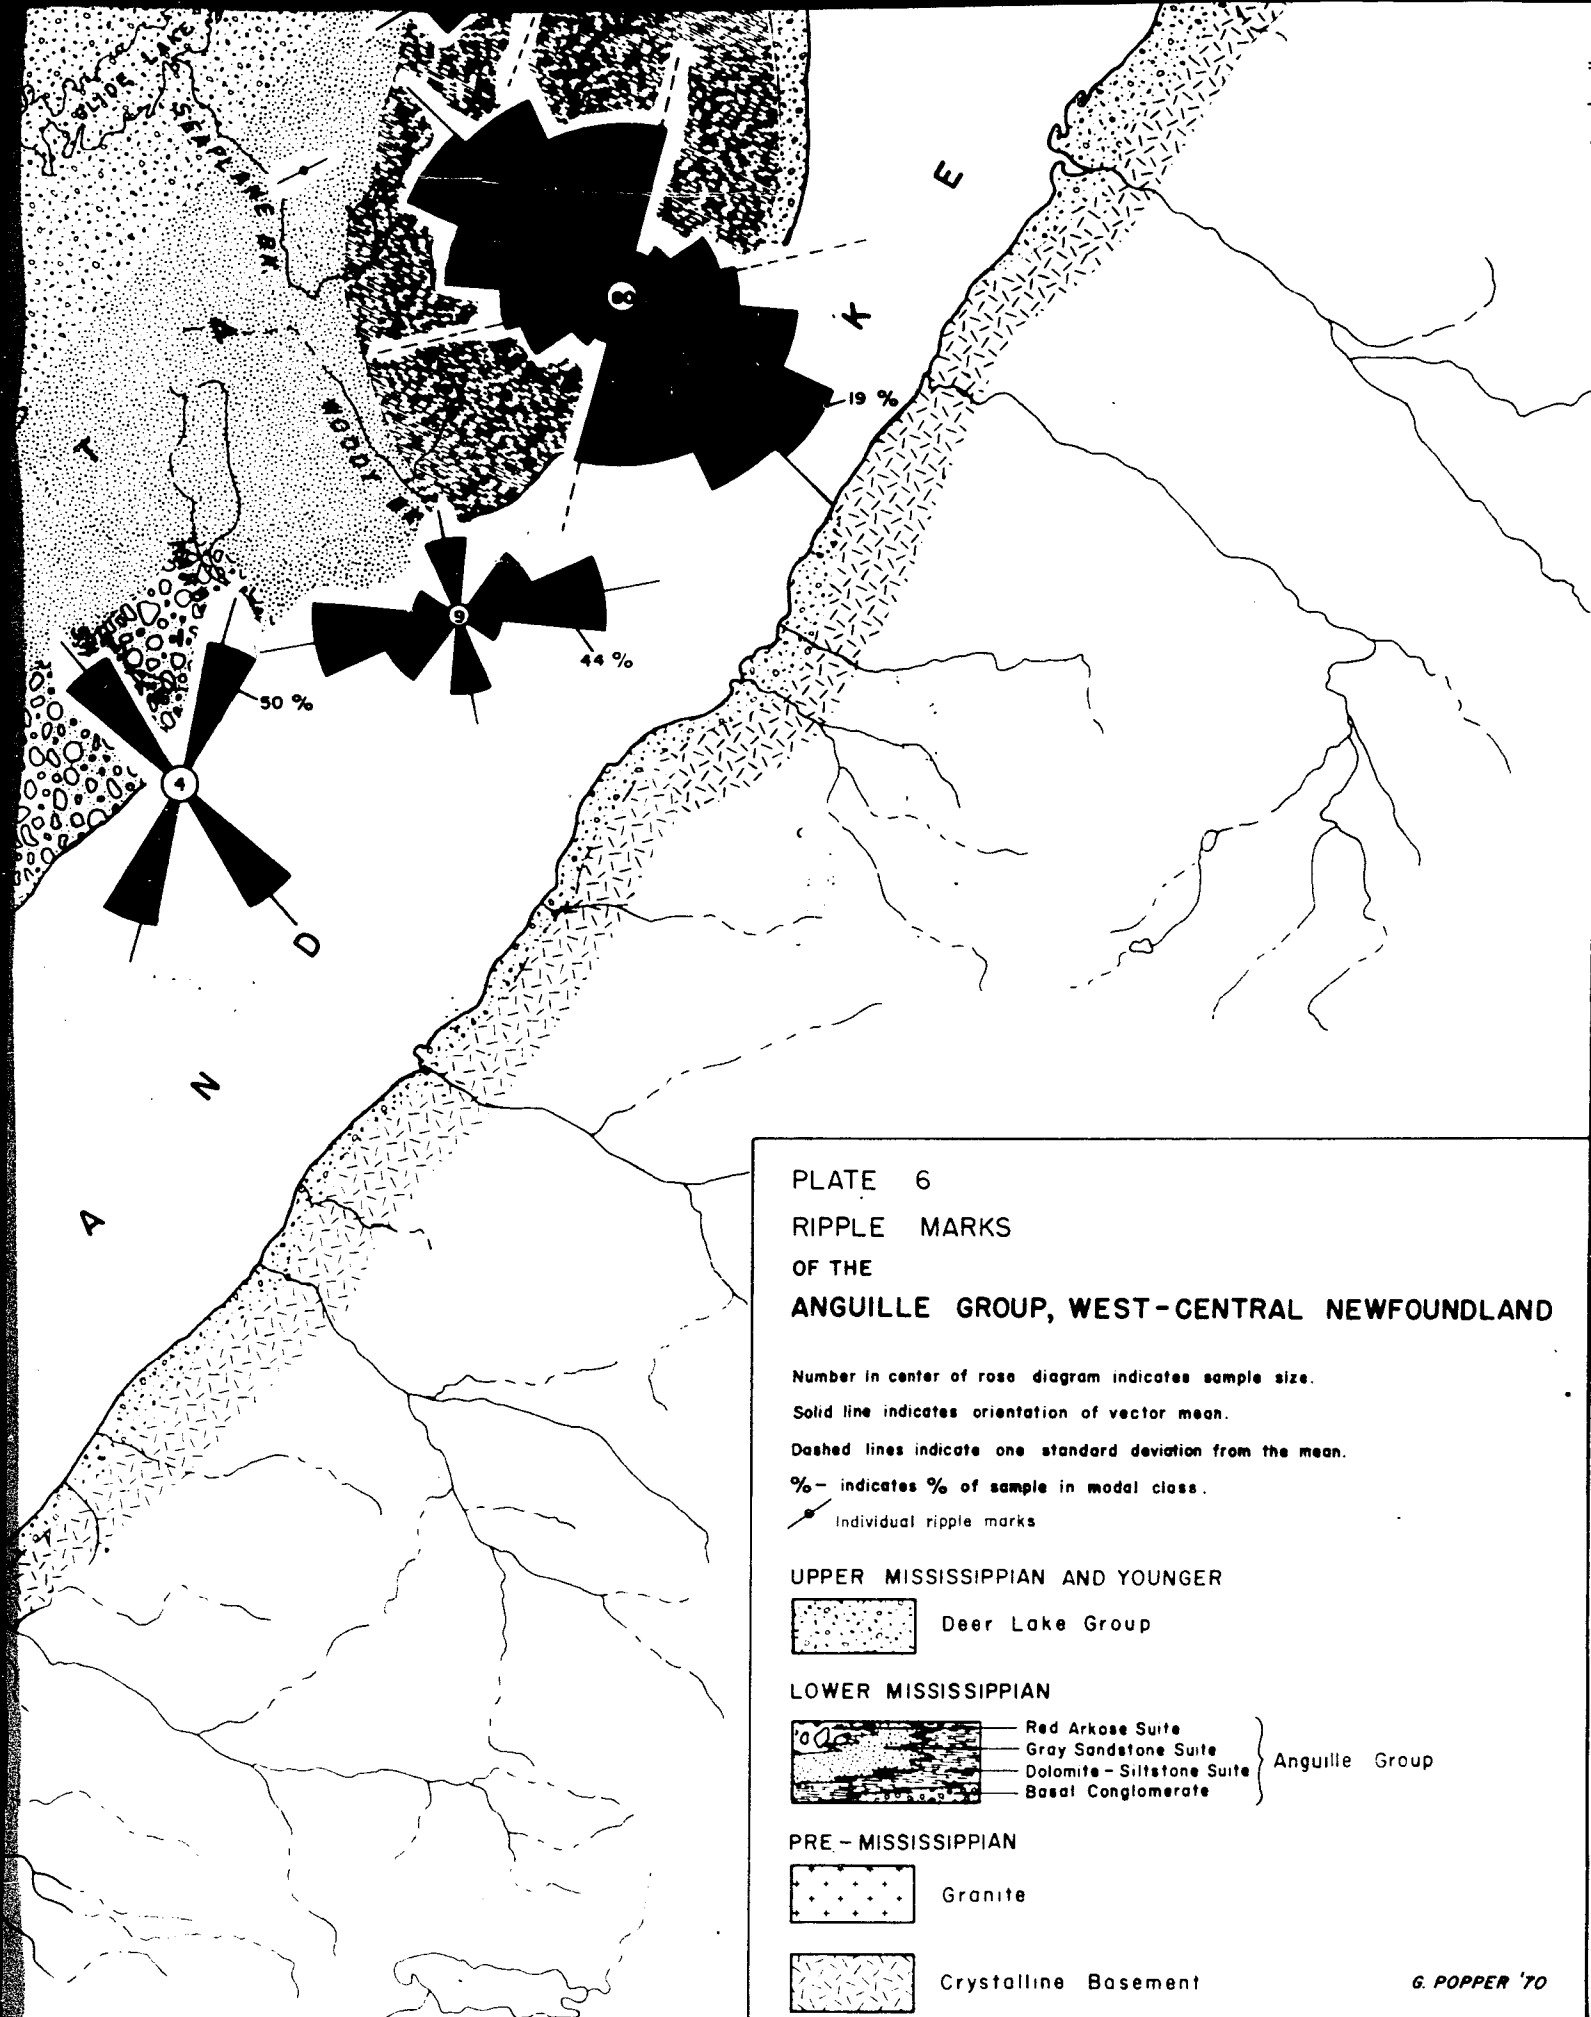 GLIDE LAKE
SEAPLANE BK
E
K
A
T
WOODY BK
19 %
9
44 %
50 %
4
D
N
A
PLATE 6
RIPPLE MARKS
OF THE
ANGUILLE GROUP, WEST-CENTRAL NEWFOUNDLAND
Number in center of rose diagram indicates sample size.
Solid line indicates orientation of vector mean.
Dashed lines indicate one standard deviation from the mean.
%- indicates % of sample in modal class.
Individual ripple marks
UPPER MISSISSIPPIAN AND YOUNGER
Deer Lake Group
LOWER MISSISSIPPIAN
Red Arkose Suite
Gray Sandstone Suite
Dolomite-Siltstone Suite
Basal Conglomerate
Anguille Group
PRE-MISSISSIPPIAN
Granite
Crystalline Basement
G. POPPER '70